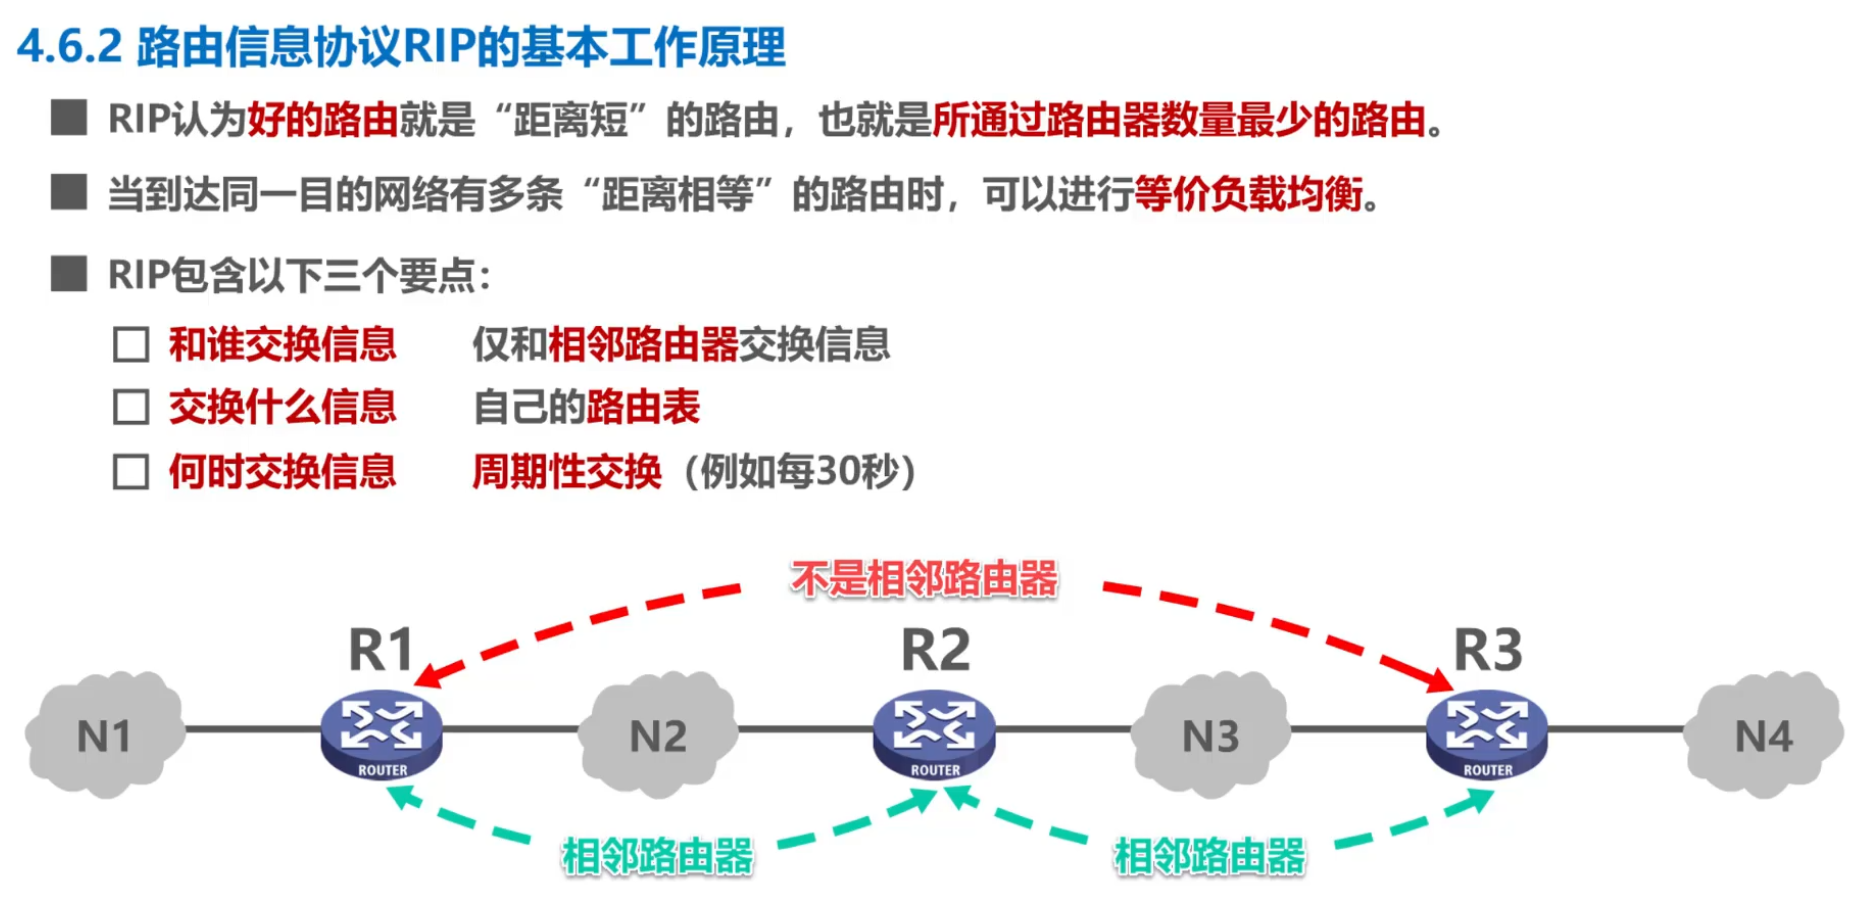 4.6.2 路由信息协议RIP的基本工作原理
RIP认为好的路由就是“距离短”的路由，也就是所通过路由器数量最少的路由。
当到达同一目的网络有多条“距离相等”的路由时，可以进行等价负载均衡。
RIP包含以下三个要点：
和谁交换信息 仅和相邻路由器交换信息
交换什么信息 自己的路由表
何时交换信息 周期性交换（例如每30秒）
不是相邻路由器
R1 R2 R3
N1 N2 N3 N4
ROUTER ROUTER ROUTER
相邻路由器 相邻路由器